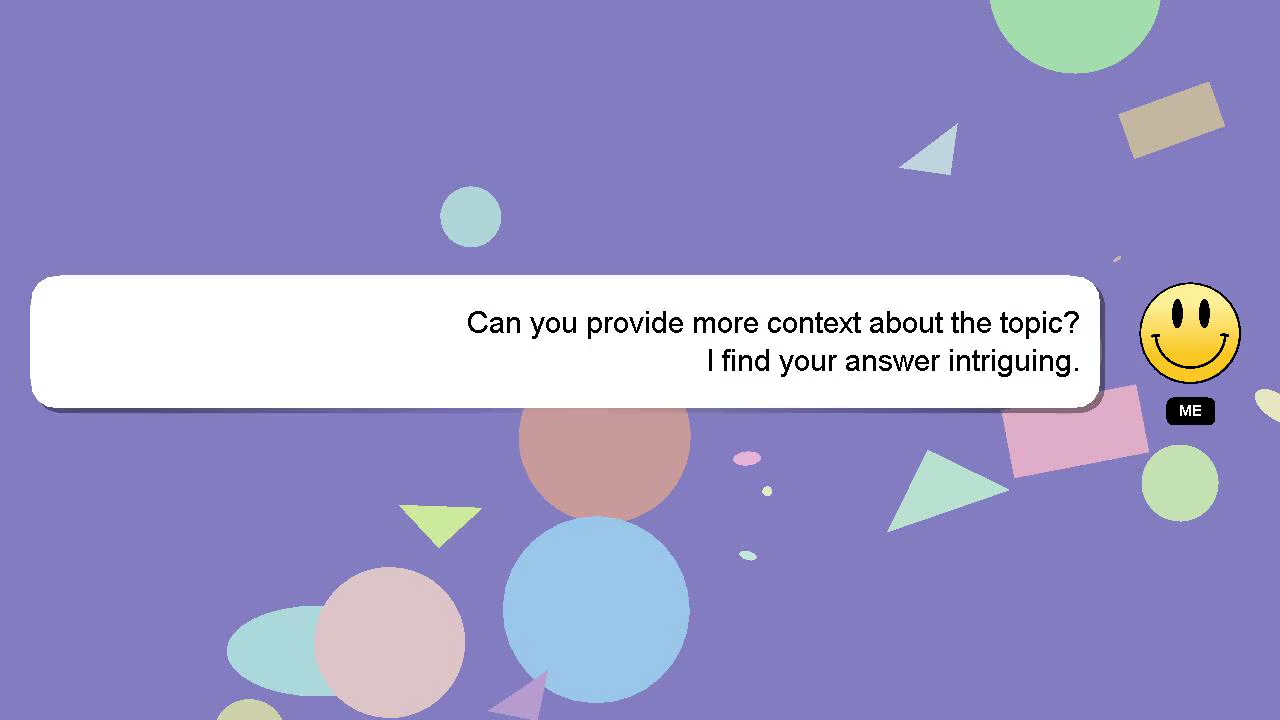 Can you provide more context about the topic?
I find your answer intriguing.
ME